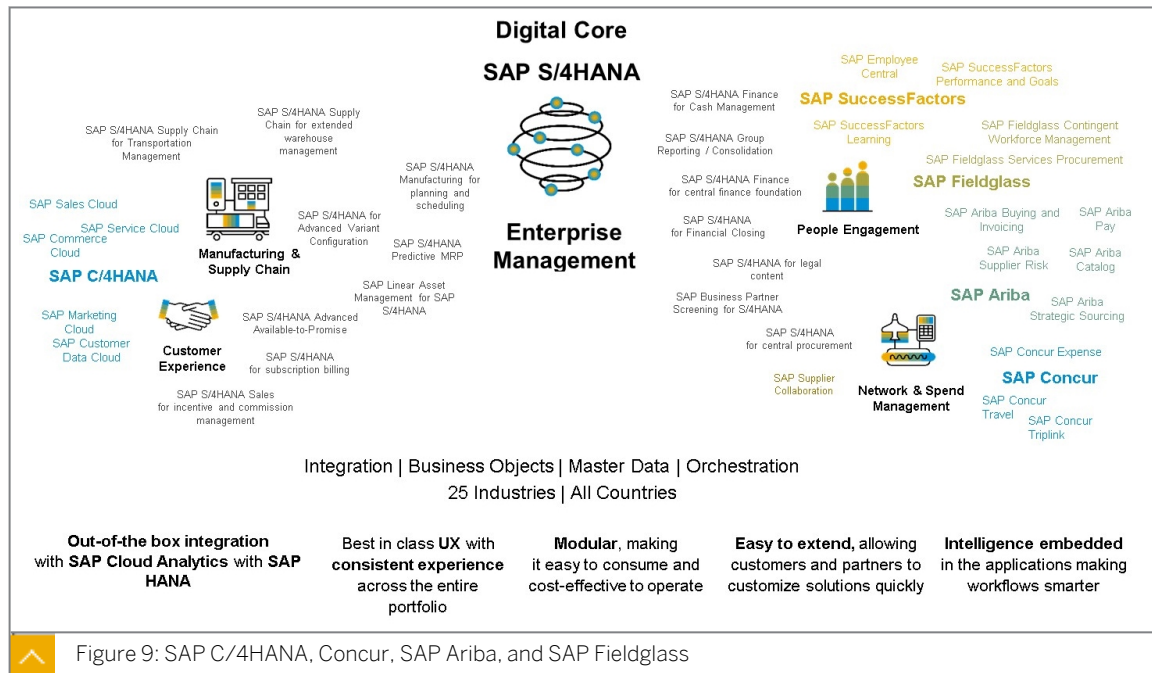 Digital Core
SAP S/4HANA
Enterprise
Management
SAP S/4HANA Supply Chain
for Transportation
Management
SAP S/4HANA Supply
Chain for extended
warehouse
management
SAP S/4HANA
Manufacturing for
planning and
scheduling
SAP S/4HANA for
Advanced Variant
Configuration
SAP S/4HANA
Predictive MRP
SAP Linear Asset
Management for SAP
S/4HANA
Manufacturing
& Supply Chain
SAP Sales Cloud
SAP Service Cloud
SAP Commerce
Cloud
SAP C/4HANA
SAP Marketing
Cloud
SAP Customer
Data Cloud
Customer
Experience
SAP S/4HANA Advanced
Available-to-Promise
SAP S/4HANA
for subscription billing
SAP S/4HANA Sales
for incentive and commission
management
SAP S/4HANA Finance
for Cash Management
SAP S/4HANA Group
Reporting / Consolidation
SAP S/4HANA Finance
for central finance foundation
SAP S/4HANA
for Financial Closing
SAP S/4HANA for legal
content
SAP Business Partner
Screening for S/4HANA
SAP S/4HANA
for central procurement
SAP Supplier
Collaboration
SAP Employee
Central
SAP SuccessFactors
Performance and Goals
SAP SuccessFactors
SAP SuccessFactors
Learning
SAP Fieldglass Contingent
Workforce Management
SAP Fieldglass Services Procurement
SAP Fieldglass
People Engagement
SAP Ariba Buying and
Invoicing
SAP Ariba
Pay
SAP Ariba
Supplier Risk
SAP Ariba
Catalog
SAP Ariba
SAP Ariba
Strategic Sourcing
Network & Spend
Management
SAP Concur Expense
SAP Concur
SAP Concur
Travel
SAP Concur
Triplink
Integration | Business Objects | Master Data | Orchestration
25 Industries | All Countries
Out-of-the box integration
with SAP Cloud Analytics with SAP
HANA
Best in class UX with
consistent experience
across the entire
portfolio
Modular, making
it easy to consume and
cost-effective to operate
Easy to extend, allowing
customers and partners to
customize solutions quickly
Intelligence embedded
in the applications making
workflows smarter
Figure 9: SAP C/4HANA, Concur, SAP Ariba, and SAP Fieldglass